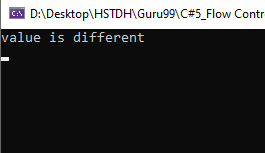 D:\Desktop\HSTDH\Guru99\C#5_Flow Contr
value is different